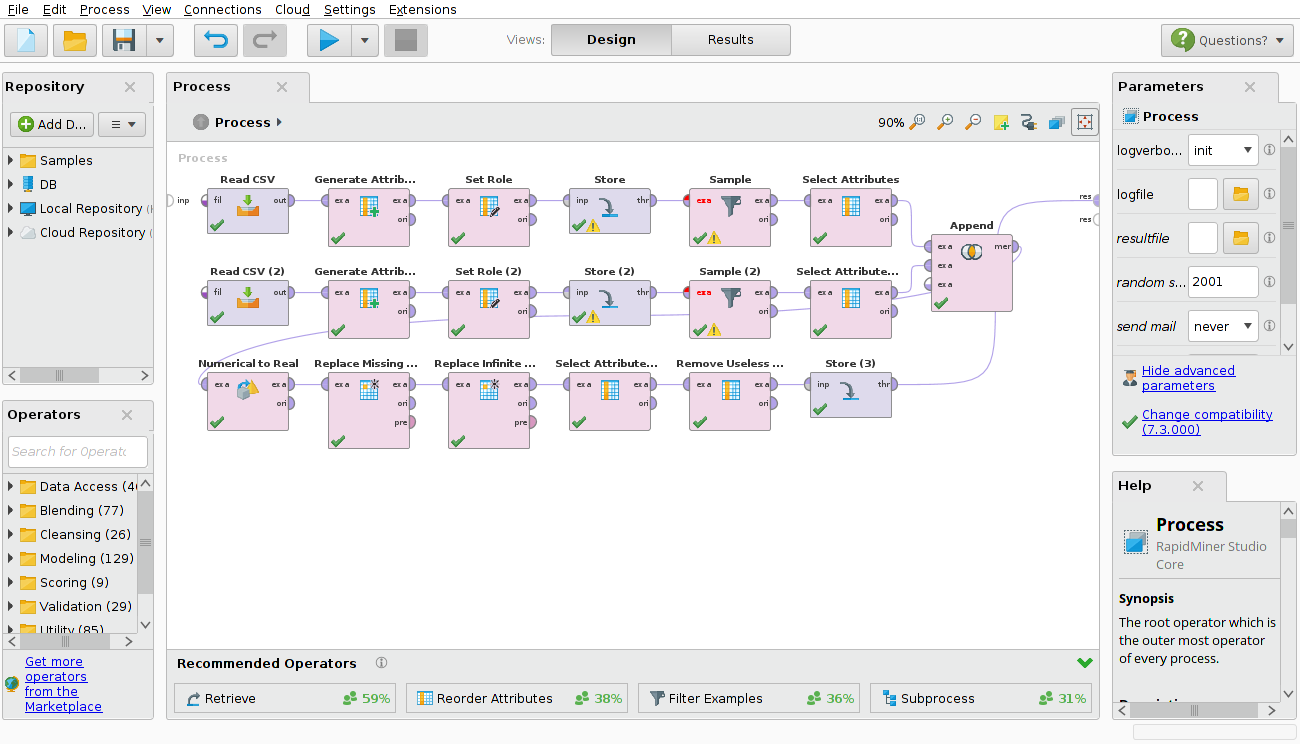 File Edit Process View Connections Cloud Settings Extensions
Views: Design Results Questions?
Repository
Add D...
Samples
DB
Local Repository
Cloud Repository
Operators
Search for Operato
Data Access (4
Blending (77)
Cleansing (26)
Modeling (129)
Scoring (9)
Validation (29)
Utility (85)
Get more
operators
from the
Marketplace
Process
Process
90%
Process
inp
res
res
Read CSV Generate Attrib... Set Role Store Sample Select Attributes
fil out exa exa exa exa inp thr exa exa exa exa
ori ori ori ori
Append
exa mer
exa
exa
Read CSV (2) Generate Attrib... Set Role (2) Store (2) Sample (2) Select Attribute...
fil out exa exa exa exa inp thr exa exa exa exa
ori ori ori ori
Numerical to Real Replace Missing ... Replace Infinite ... Select Attribute... Remove Useless ... Store (3)
exa exa exa exa exa exa exa exa exa exa inp thr
ori ori ori ori ori
pre pre
Recommended Operators
Retrieve 59% Reorder Attributes 38% Filter Examples 36% Subprocess 31%
Parameters
Process
logverbo... init
logfile
resultfile
random s... 2001
send mail never
Hide advanced
parameters
Change compatibility
(7.3.000)
Help
Process
RapidMiner Studio
Core
Synopsis
The root operator which is
the outer most operator
of every process.